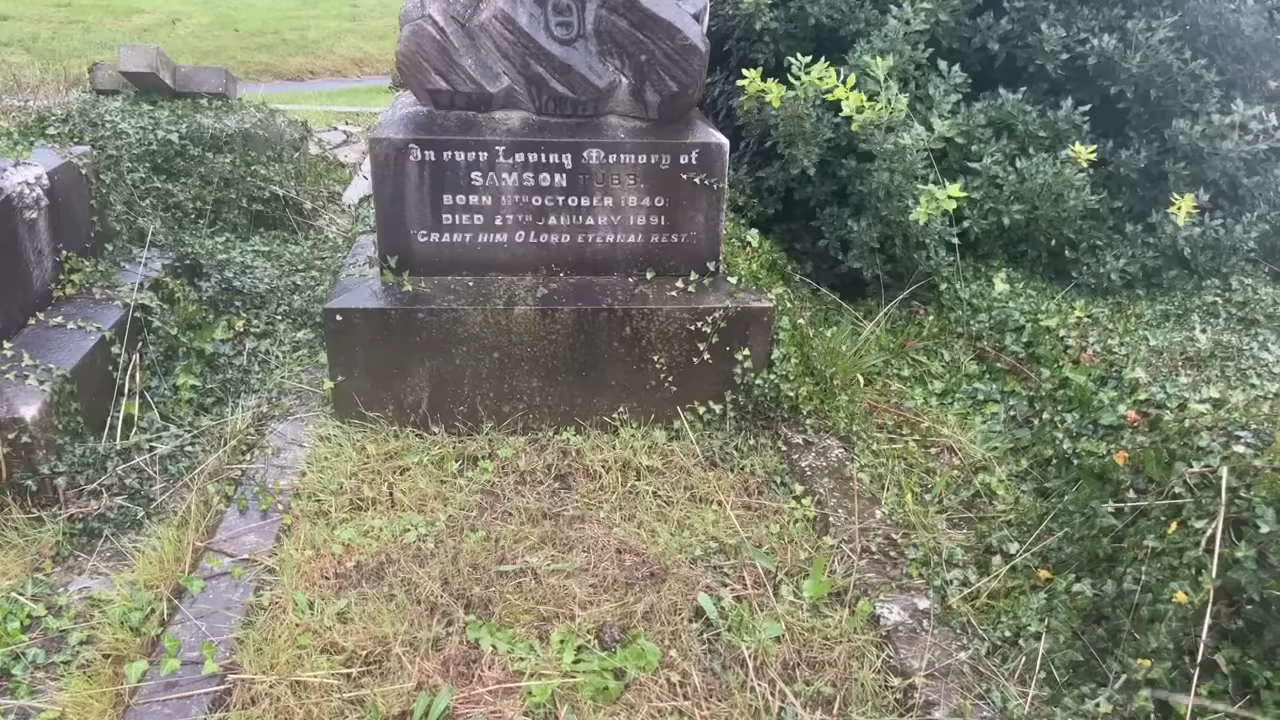 In ever Loving Memory of
SAMSON TUBB.
BORN TH OCTOBER 1840:
DIED 27TH JANUARY 1891.
"GRANT HIM O LORD ETERNAL REST."